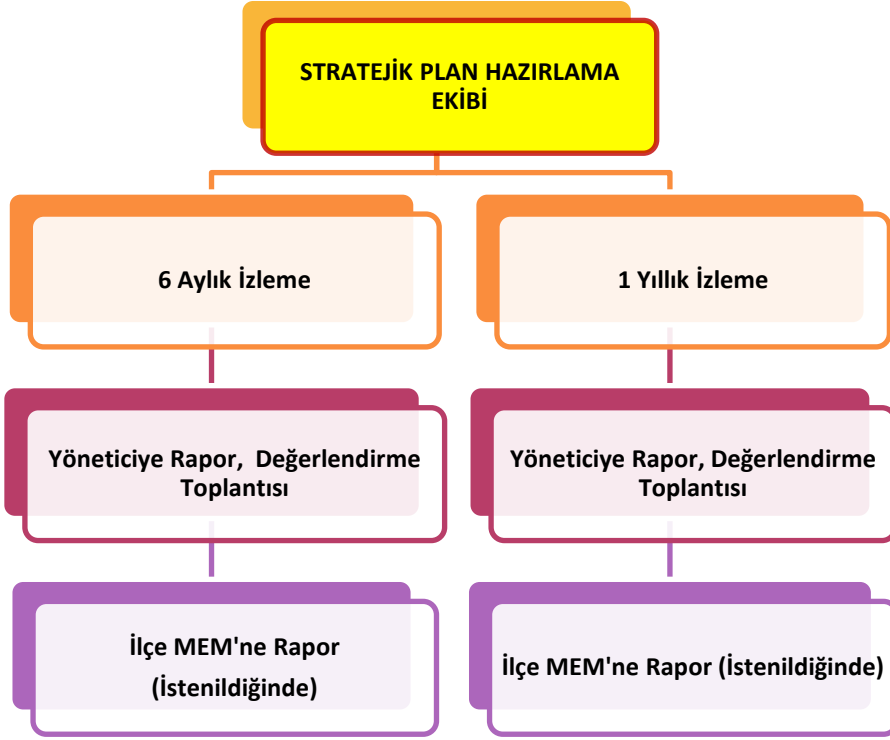 STRATEJİK PLAN HAZIRLAMA
EKİBİ
6 Aylık İzleme
1 Yıllık İzleme
Yöneticiye Rapor,  Değerlendirme
Toplantısı
Yöneticiye Rapor, Değerlendirme
Toplantısı
İlçe MEM'ne Rapor
(İstenildiğinde)
İlçe MEM'ne Rapor (İstenildiğinde)